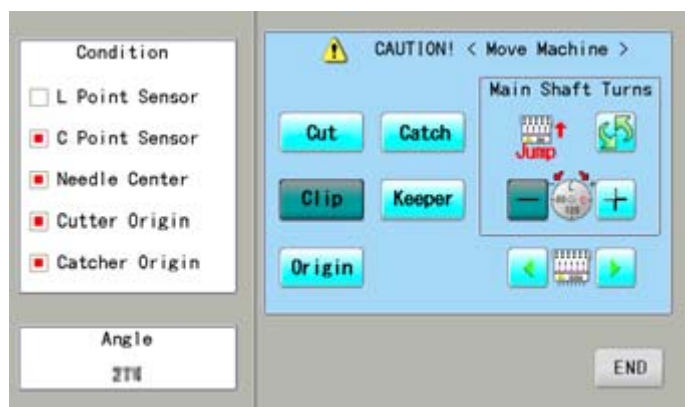 Condition
L Point Sensor
C Point Sensor
Needle Center
Cutter Origin
Catcher Origin
Angle
CAUTION! < Move Machine >
Main Shaft Turns
Cut
Catch
Jump
Clip
Keeper
Origin
END